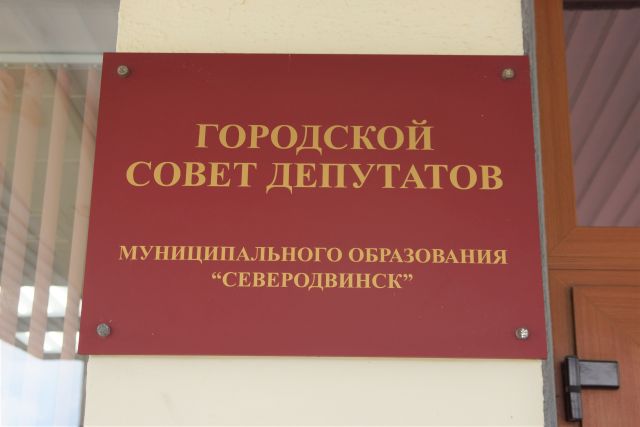 ГОРОДСКОЙ
СОВЕТ ДЕПУТАТОВ
МУНИЦИПАЛЬНОГО ОБРАЗОВАНИЯ
“СЕВЕРОДВИНСК”